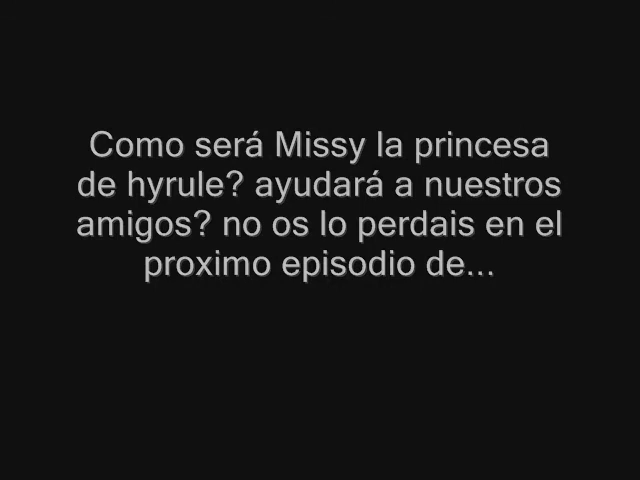 Como será Missy la princesa
de hyrule? ayudará a nuestros
amigos? no os lo perdais en el
proximo episodio de...